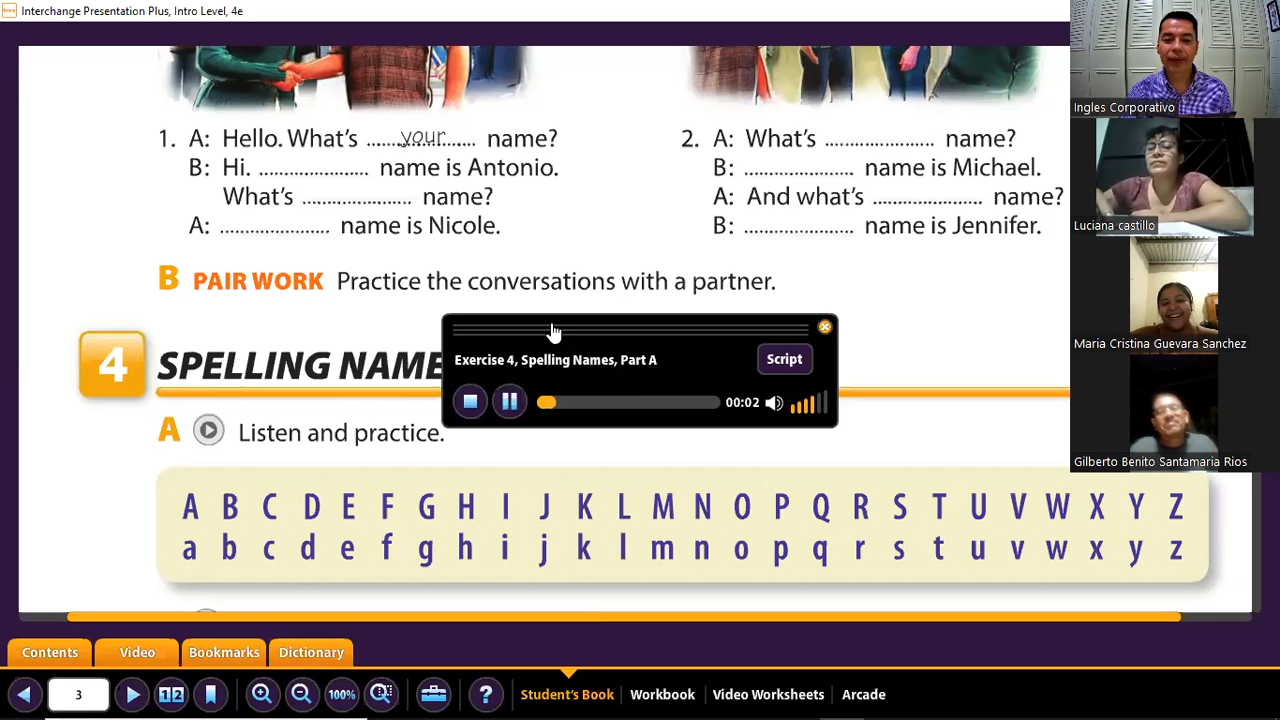 Interchange Presentation Plus, Intro Level, 4e
1. A: Hello. What's ....your.... name?
B: Hi. .................... name is Antonio.
What's .................... name?
A: .................... name is Nicole.
2. A: What's .................... name?
B: .................... name is Michael.
A: And what's .................... name?
B: .................... name is Jennifer.
B PAIR WORK Practice the conversations with a partner.
4 SPELLING NAME
Exercise 4, Spelling Names, Part A
Script
00:02
A Listen and practice.
A B C D E F G H I J K L M N O P Q R S T U V W X Y Z
a b c d e f g h i j k l m n o p q r s t u v w x y z
Ingles Corporativo
Luciana castillo
Maria Cristina Guevara Sanchez
Gilberto Benito Santamaria Rios
Contents Video Bookmarks Dictionary
3 1 2 100% ? Student's Book Workbook Video Worksheets Arcade